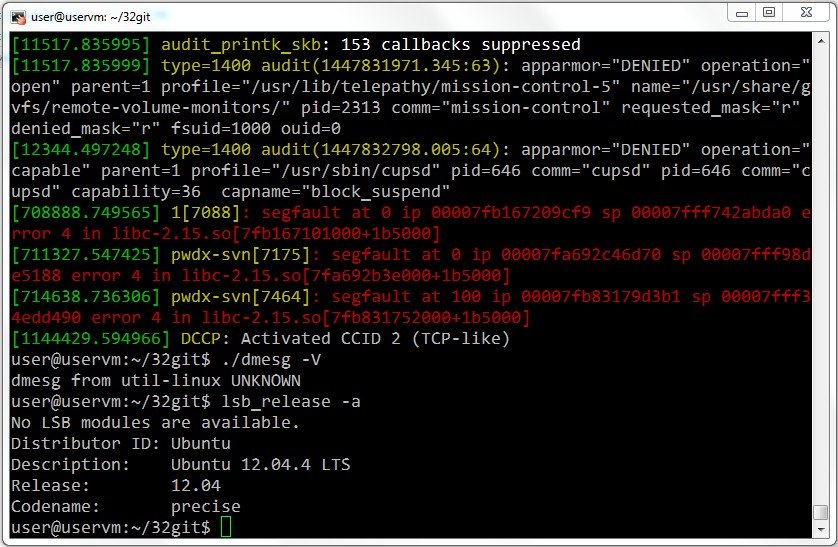 user@uservm: ~/32git
[11517.835995] audit_printk_skb: 153 callbacks suppressed
[11517.835999] type=1400 audit(1447831971.345:63): apparmor="DENIED" operation="
open" parent=1 profile="/usr/lib/telepathy/mission-control-5" name="/usr/share/g
vfs/remote-volume-monitors/" pid=2313 comm="mission-control" requested_mask="r"
denied_mask="r" fsuid=1000 ouid=0
[12344.497248] type=1400 audit(1447832798.005:64): apparmor="DENIED" operation="
capable" parent=1 profile="/usr/sbin/cupsd" pid=646 comm="cupsd" pid=646 comm="c
upsd" capability=36  capname="block_suspend"
[708888.749565] 1[7088]: segfault at 0 ip 00007fb167209cf9 sp 00007fff742abda0 e
rror 4 in libc-2.15.so[7fb167101000+1b5000]
[711327.547425] pwdx-svn[7175]: segfault at 0 ip 00007fa692c46d70 sp 00007fff98d
e5188 error 4 in libc-2.15.so[7fa692b3e000+1b5000]
[714638.736306] pwdx-svn[7464]: segfault at 100 ip 00007fb83179d3b1 sp 00007fff3
4edd490 error 4 in libc-2.15.so[7fb831752000+1b5000]
[1144429.594966] DCCP: Activated CCID 2 (TCP-like)
user@uservm:~/32git$ ./dmesg -V
dmesg from util-linux UNKNOWN
user@uservm:~/32git$ lsb_release -a
No LSB modules are available.
Distributor ID: Ubuntu
Description:    Ubuntu 12.04.4 LTS
Release:        12.04
Codename:       precise
user@uservm:~/32git$